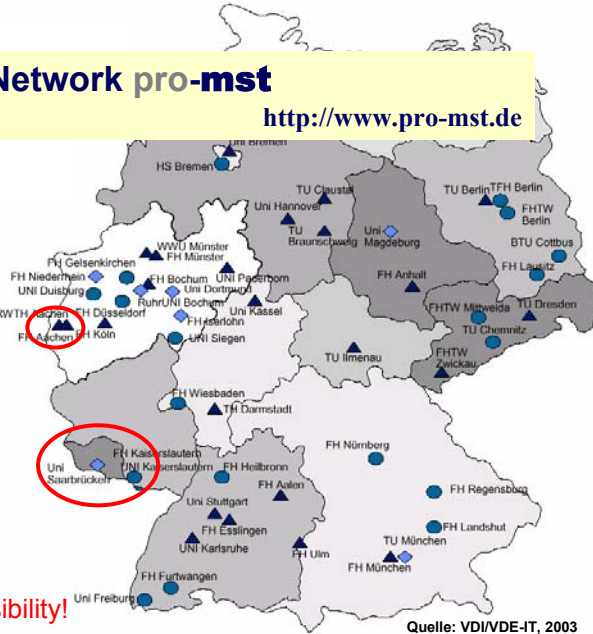 Network pro-mst
http://www.pro-mst.de
Uni Bremen
HS Bremen
TU Claustal
Uni Hannover
TU Braunschweig
Uni Magdeburg
TU Berlin
TFH Berlin
FHTW Berlin
BTU Cottbus
FH Lausitz
FH Anhalt
WWU Münster
FH Münster
FH Gelsenkirchen
FH Niederrhein
UNI Duisburg
FH Bochum
Uni Dortmund
RuhrUNI Bochum
UNI Paderborn
Uni Kassel
RWTH Aachen
FH Aachen
FH Düsseldorf
FH Köln
FH Iserlohn
UNI Siegen
FHTW Mittweida
TU Dresden
TU Chemnitz
FHTW Zwickau
TU Ilmenau
FH Wiesbaden
TH Darmstadt
FH Kaiserslautern
UNI Kaiserslautern
Uni Saarbrücken
FH Heilbronn
FH Nürnberg
FH Aalen
FH Regensburg
Uni Stuttgart
FH Esslingen
UNI Karlsruhe
FH Landshut
FH Ulm
TU München
FH München
FH Furtwangen
Uni Freiburg
sibility!
Quelle: VDI/VDE-IT, 2003